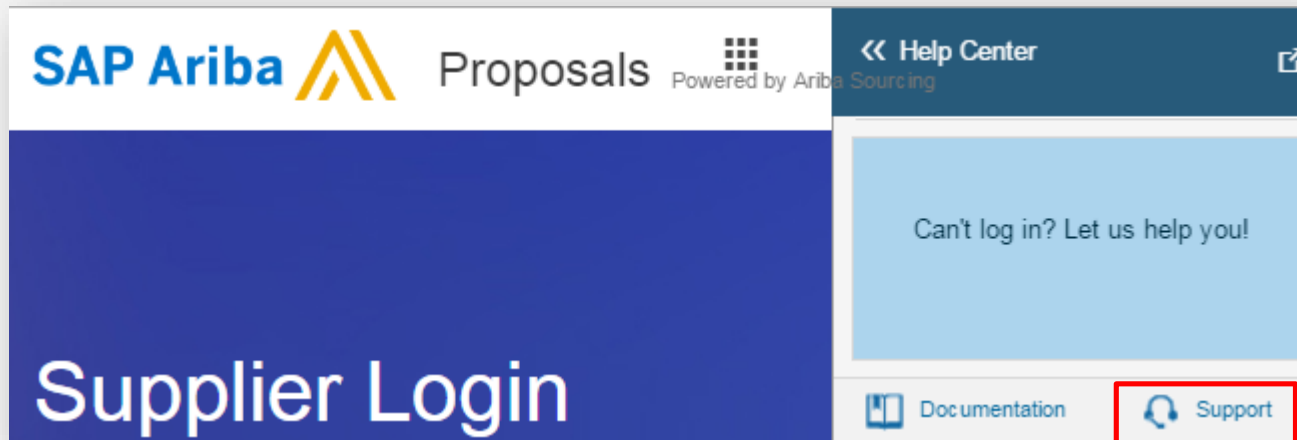 SAP Ariba Proposals
Powered by Ariba Sourcing
Supplier Login
Help Center
Can't log in? Let us help you!
Documentation
Support